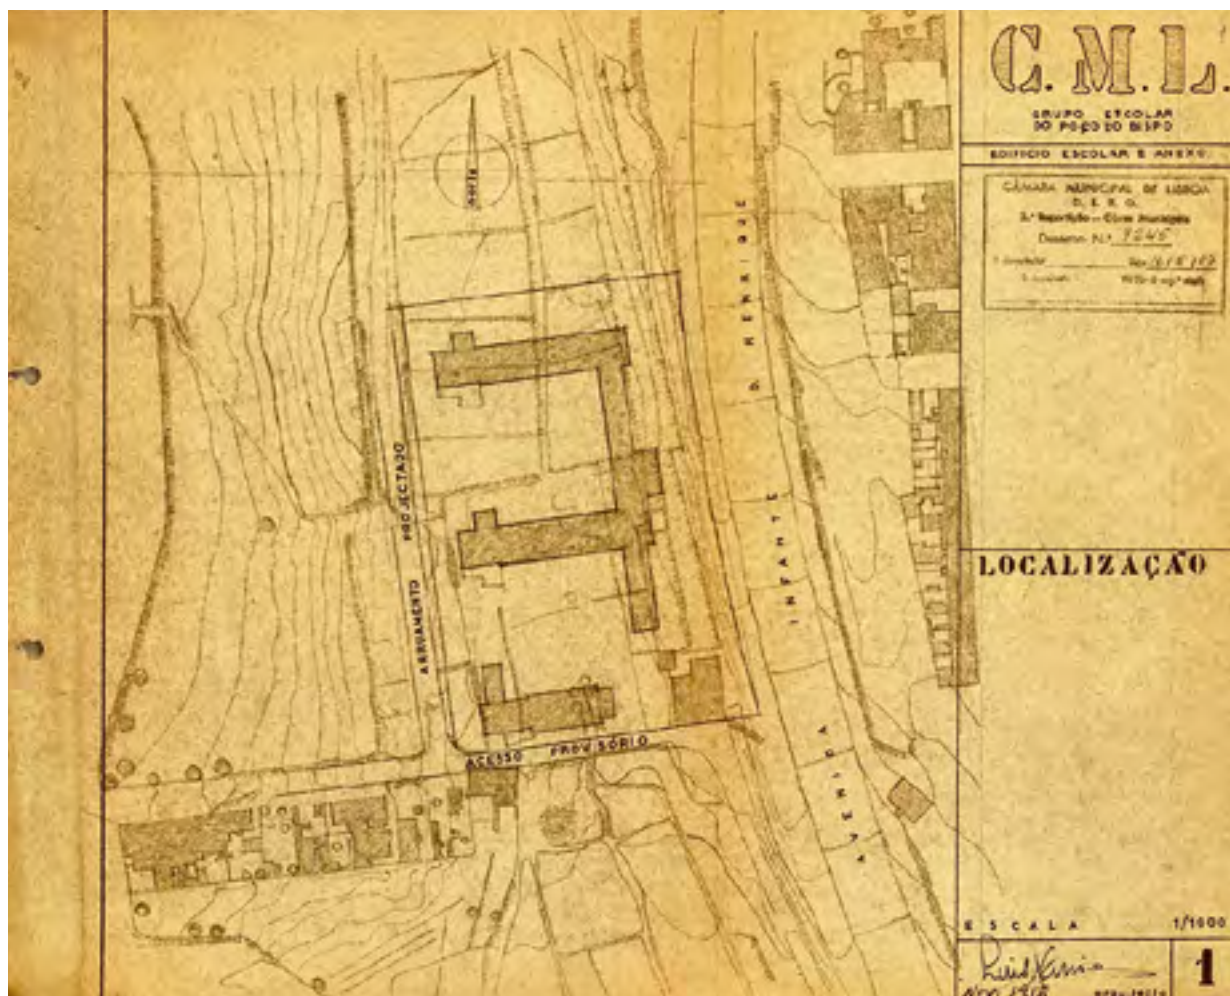 C. M. L.
GRUPO ESCOLAR
DO POÇO DO BISPO
EDIFICIO ESCOLAR E ANEXO
CÂMARA MUNICIPAL DE LISBOA
Desenho N.º
LOCALIZAÇÃO
norte
D. HENRIQUE
INFANTE
AVENIDA
ARRUAMENTO PROJECTADO
ACESSO PROVISÓRIO
ESCALA 1/1000
1